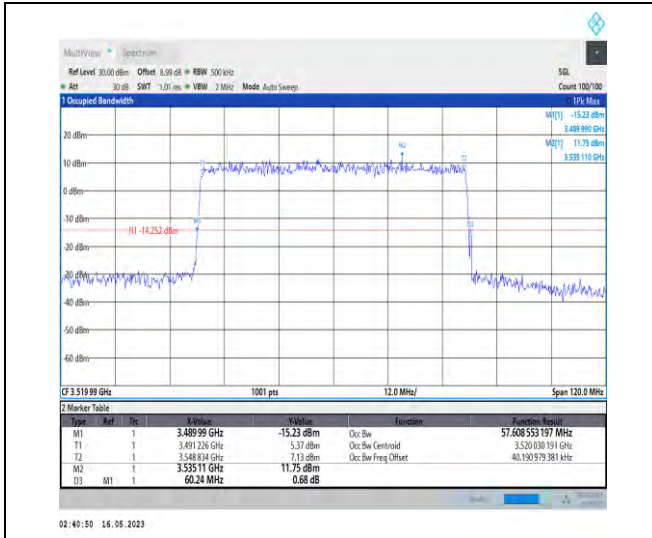 MultiView Spectrum
Ref Level 30.00 dBm Offset 8.99 dB RBW 500 kHz SGL
Att 30 dB SWT 1.01 ms VBW 2 MHz Mode Auto Sweep Count 100/100
1 Occupied Bandwidth 1Pk Max
M1[1] -15.23 dBm
3.489 990 GHz
20 dBm M2[1] 11.75 dBm
M2 3.535 110 GHz
10 dBm
0 dBm
-10 dBm
H1 -14.252 dBm
-20 dBm
-30 dBm
-40 dBm
-50 dBm
-60 dBm
CF 3.519 99 GHz 1001 pts 12.0 MHz/ Span 120.0 MHz
2 Marker Table
Type Ref Trc X-Value Y-Value Function Function Result
M1 1 3.489 99 GHz -15.23 dBm Occ Bw 57.608 553 197 MHz
T1 1 3.491 226 GHz 5.37 dBm Occ Bw Centroid 3.520 030 191 GHz
T2 1 3.548 834 GHz 7.13 dBm Occ Bw Freq Offset 40.190 979 381 kHz
M2 1 3.535 11 GHz 11.75 dBm
D3 M1 1 60.24 MHz 0.68 dB
02:40:50 16.05.2023